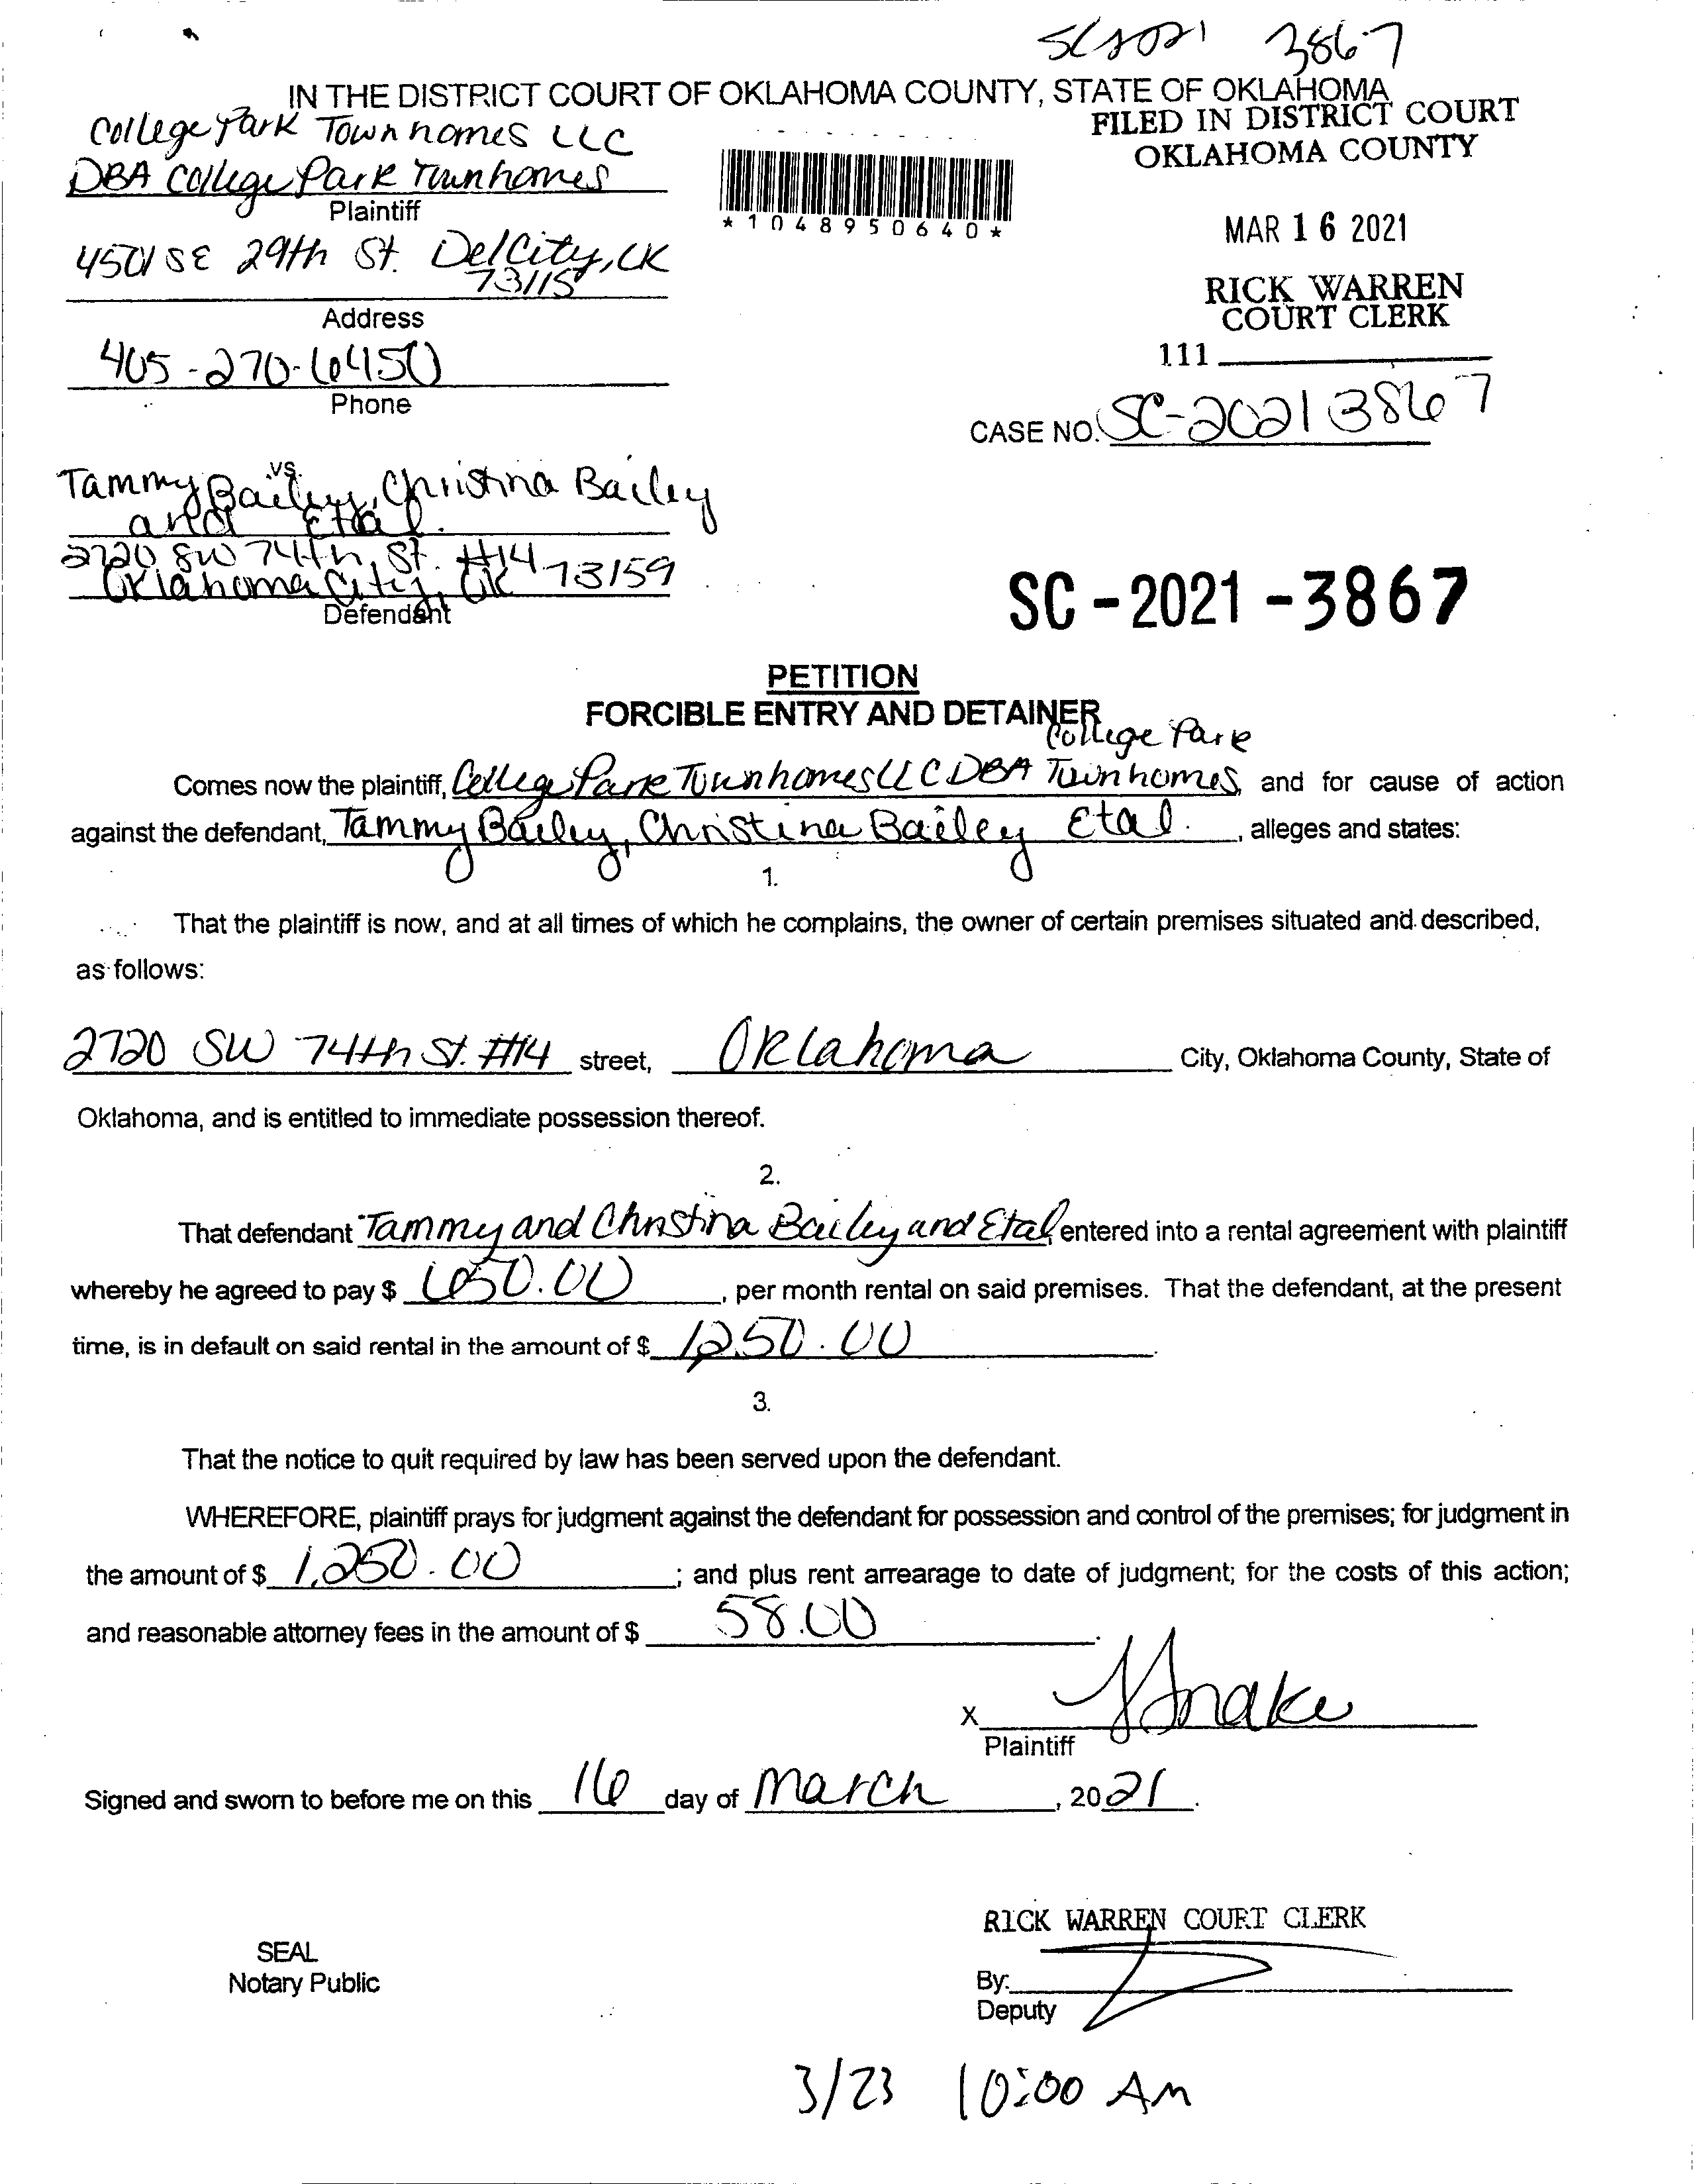 SC2021 3867
IN THE DISTRICT COURT OF OKLAHOMA COUNTY, STATE OF OKLAHOMA
FILED IN DISTRICT COURT
OKLAHOMA COUNTY
College Park Townhomes LLC
DBA College Park Townhomes
Plaintiff
*1048950640*
MAR 16 2021
4501 SE 29th St. Del City, OK
73115
Address
RICK WARREN
COURT CLERK
111
405-270-6450
Phone
CASE NO. SC-2021 3867
vs.
Tammy Bailey, Christina Bailey
and Etal.
2720 SW 74th St. #14
Oklahoma City, OK 73159
Defendant
SC-2021-3867
PETITION
FORCIBLE ENTRY AND DETAINER
College Park
Comes now the plaintiff, College Park Townhomes LLC DBA Townhomes, and for cause of action
against the defendant, Tammy Bailey, Christina Bailey Etal., alleges and states:
1.
That the plaintiff is now, and at all times of which he complains, the owner of certain premises situated and described,
as follows:
2720 SW 74th St. #14 street, Oklahoma City, Oklahoma County, State of
Oklahoma, and is entitled to immediate possession thereof.
2.
That defendant Tammy and Christina Bailey and Etal entered into a rental agreement with plaintiff
whereby he agreed to pay $ 650.00, per month rental on said premises. That the defendant, at the present
time, is in default on said rental in the amount of $ 1,250.00.
3.
That the notice to quit required by law has been served upon the defendant.
WHEREFORE, plaintiff prays for judgment against the defendant for possession and control of the premises; for judgment in
the amount of $ 1,250.00; and plus rent arrearage to date of judgment; for the costs of this action;
and reasonable attorney fees in the amount of $ 58.00.
X
Plaintiff
Signed and sworn to before me on this 16 day of March, 2021.
RICK WARREN COURT CLERK
SEAL
Notary Public
By:
Deputy
3/23 10:00 AM